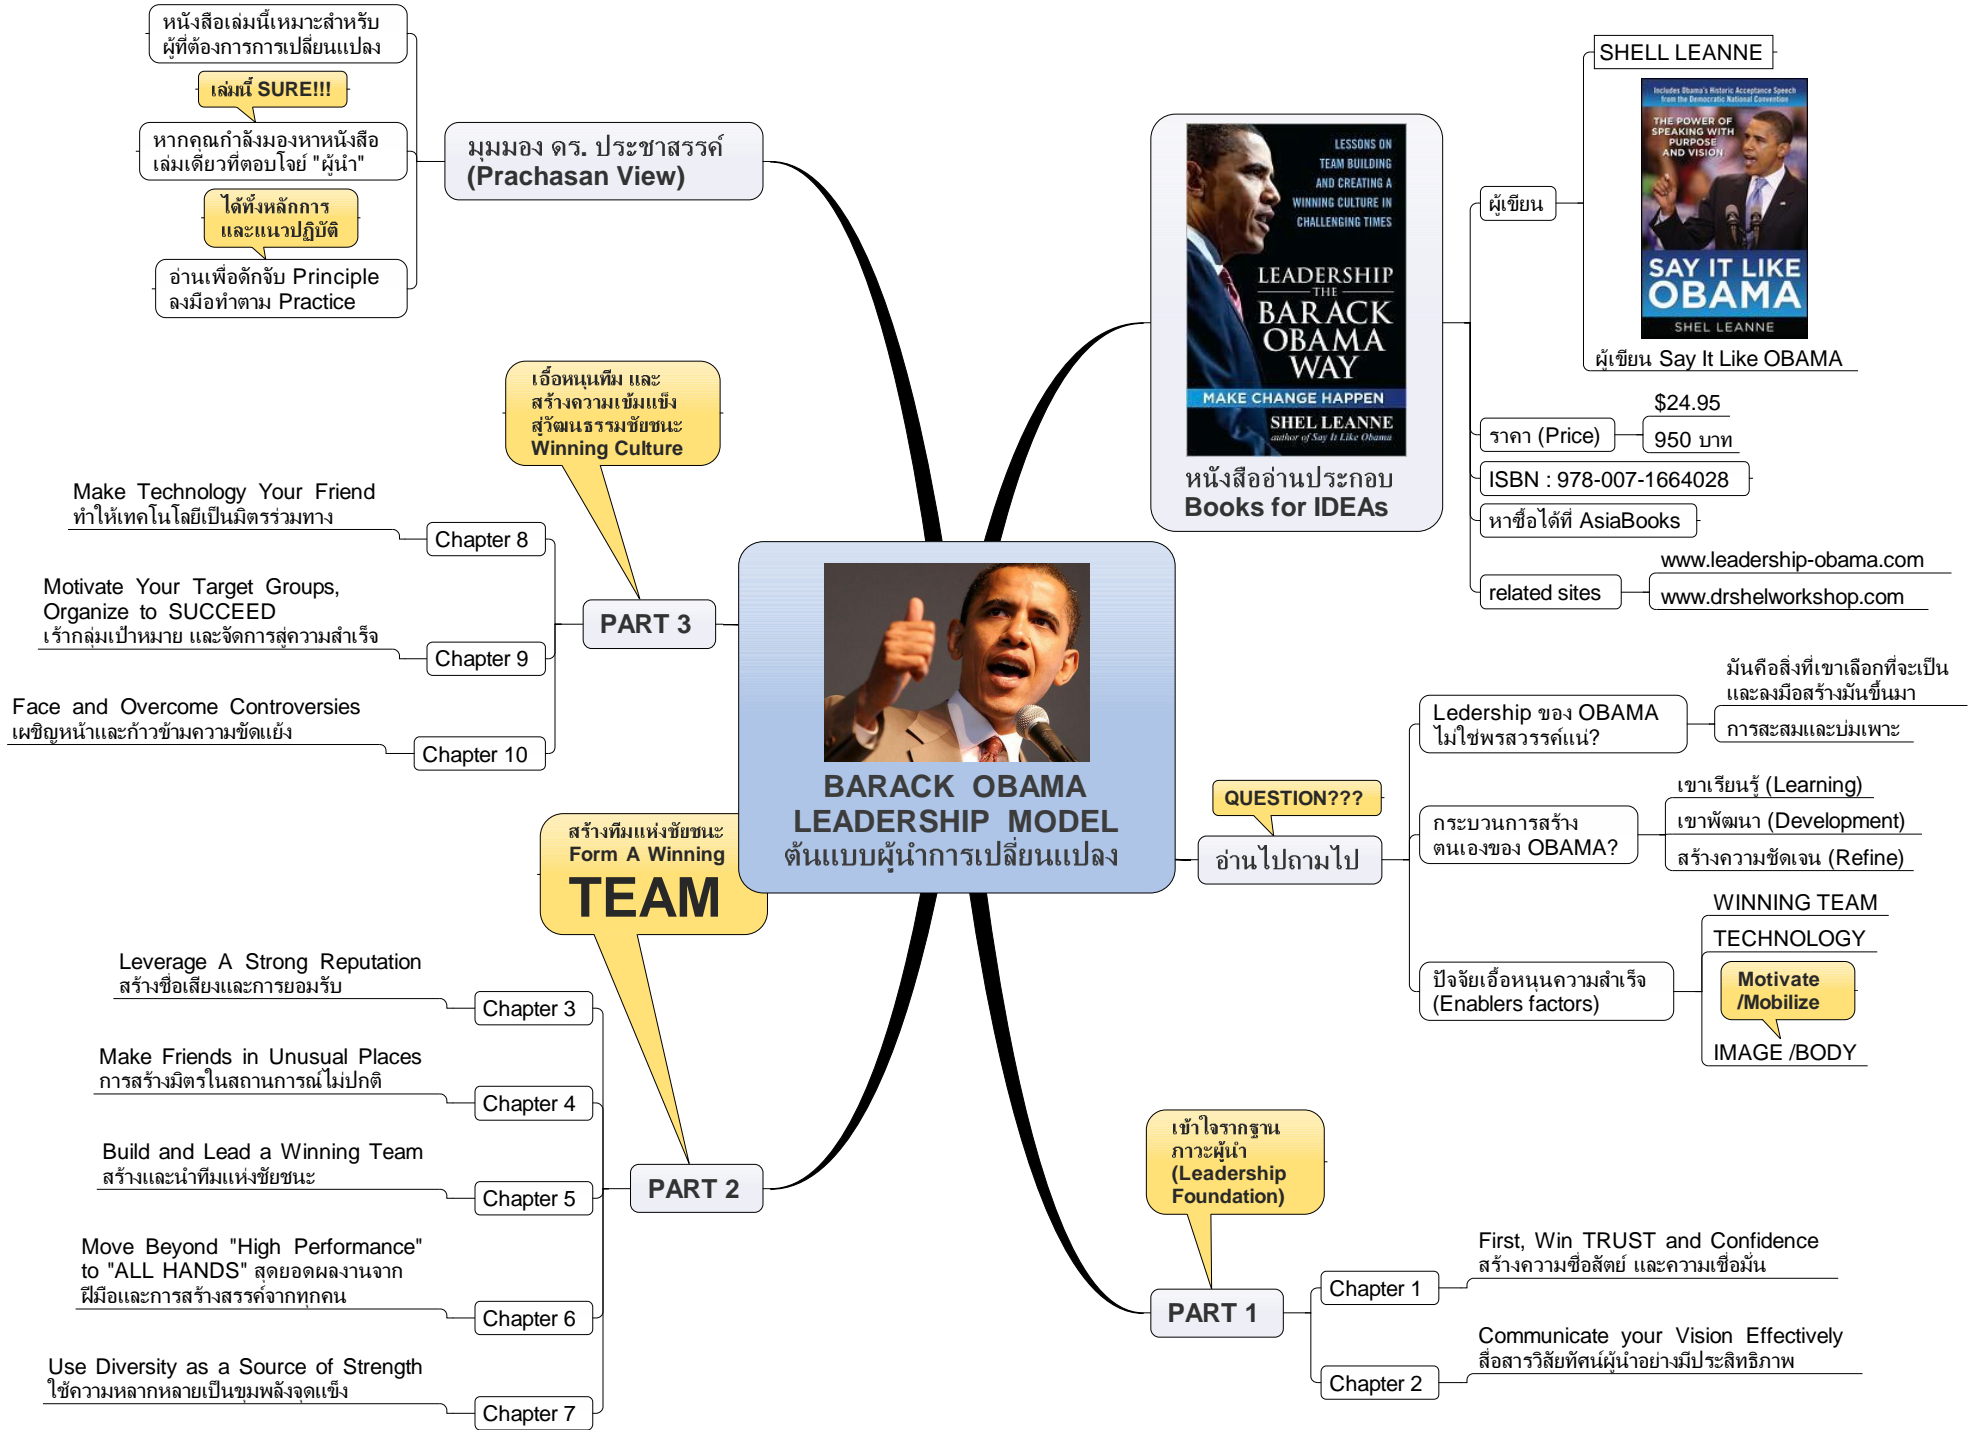 หนังสือเล่มนี้เหมาะสำหรับ
ผู้ที่ต้องการการเปลี่ยนแปลง
เล่มนี้ SURE!!!
หากคุณกำลังมองหาหนังสือ
เล่มเดียวที่ตอบโจย์ "ผู้นำ"
ได้ทั้งหลักการ
และแนวปฏิบัติ
อ่านเพื่อดักจับ Principle
ลงมือทำตาม Practice
มุมมอง ดร. ประชาสรรค์
(Prachasan View)
LESSONS ON
TEAM BUILDING
AND CREATING A
WINNING CULTURE IN
CHALLENGING TIMES
LEADERSHIP
THE
BARACK
OBAMA
WAY
MAKE CHANGE HAPPEN
SHEL LEANNE
author of Say It Like Obama
หนังสืออ่านประกอบ
Books for IDEAs
ผู้เขียน
SHELL LEANNE
Includes Obama's Historic Acceptance Speech
from the Democratic National Convention
THE POWER OF
SPEAKING WITH
PURPOSE
AND VISION
SAY IT LIKE
OBAMA
SHEL LEANNE
ผู้เขียน Say It Like OBAMA
ราคา (Price)
$24.95
950 บาท
ISBN : 978-007-1664028
หาซื้อได้ที่ AsiaBooks
related sites
www.leadership-obama.com
www.drshelworkshop.com
เอื้อหนุนทีม และ
สร้างความเข้มแข็ง
สู่วัฒนธรรมชัยชนะ
Winning Culture
PART 3
Make Technology Your Friend
ทำให้เทคโนโลยีเป็นมิตรร่วมทาง
Chapter 8
Motivate Your Target Groups,
Organize to SUCCEED
เร้ากลุ่มเป้าหมาย และจัดการสู่ความสำเร็จ
Chapter 9
Face and Overcome Controversies
เผชิญหน้าและก้าวข้ามความขัดแย้ง
Chapter 10
BARACK OBAMA
LEADERSHIP MODEL
ต้นแบบผู้นำการเปลี่ยนแปลง
QUESTION???
อ่านไปถามไป
Ledership ของ OBAMA
ไม่ใช่พรสวรรค์แน่?
มันคือสิ่งที่เขาเลือกที่จะเป็น
และลงมือสร้างมันขึ้นมา
การสะสมและบ่มเพาะ
กระบวนการสร้าง
ตนเองของ OBAMA?
เขาเรียนรู้ (Learning)
เขาพัฒนา (Development)
สร้างความชัดเจน (Refine)
ปัจจัยเอื้อหนุนความสำเร็จ
(Enablers factors)
WINNING TEAM
TECHNOLOGY
Motivate
/Mobilize
IMAGE /BODY
สร้างทีมแห่งชัยชนะ
Form A Winning
TEAM
PART 2
Leverage A Strong Reputation
สร้างชื่อเสียงและการยอมรับ
Chapter 3
Make Friends in Unusual Places
การสร้างมิตรในสถานการณ์ไม่ปกติ
Chapter 4
Build and Lead a Winning Team
สร้างและนำทีมแห่งชัยชนะ
Chapter 5
Move Beyond "High Performance"
to "ALL HANDS" สุดยอดผลงานจาก
ฝีมือและการสร้างสรรค์จากทุกคน
Chapter 6
Use Diversity as a Source of Strength
ใช้ความหลากหลายเป็นขุมพลังจุดแข็ง
Chapter 7
เข้าใจรากฐาน
ภาวะผู้นำ
(Leadership
Foundation)
PART 1
First, Win TRUST and Confidence
สร้างความซื่อสัตย์ และความเชื่อมั่น
Chapter 1
Communicate your Vision Effectively
สื่อสารวิสัยทัศน์ผู้นำอย่างมีประสิทธิภาพ
Chapter 2